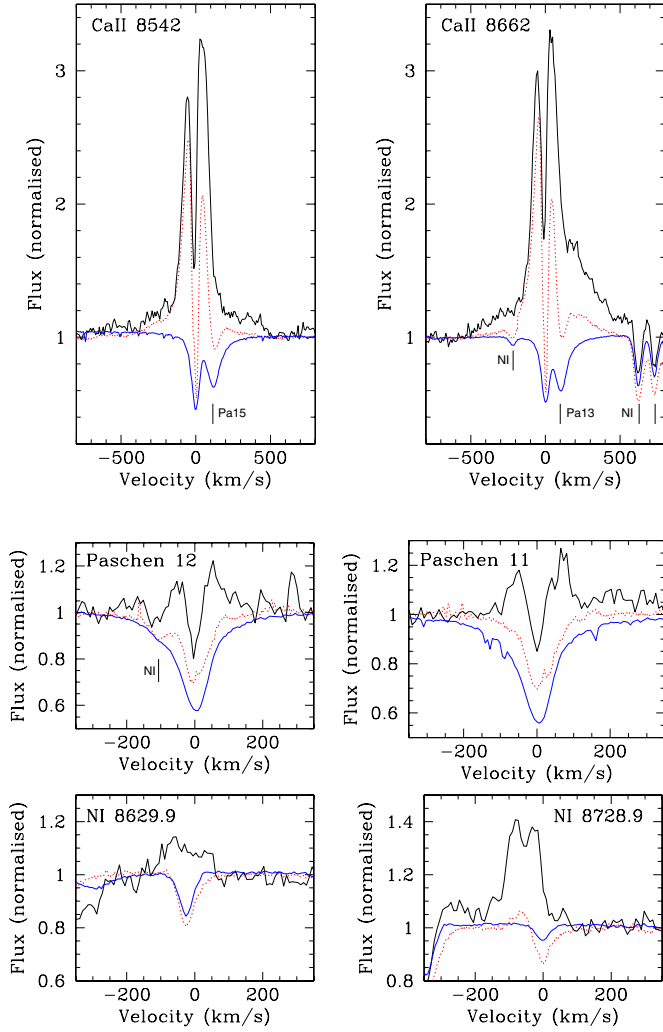 CaII 8542
CaII 8662
3
3
2
2
1
1
Flux (normalised)
Flux (normalised)
NI
Pa15
Pa13
NI
−500 0 500
−500 0 500
Velocity (km/s)
Velocity (km/s)
Paschen 12
Paschen 11
1.2
1
0.8
0.6
1.2
1
0.8
0.6
Flux (normalised)
Flux (normalised)
NI
−200 0 200
−200 0 200
Velocity (km/s)
Velocity (km/s)
NI 8629.9
NI 8728.9
1.2
1
0.8
0.6
1.4
1.2
1
0.8
Flux (normalised)
Flux (normalised)
−200 0 200
−200 0 200
Velocity (km/s)
Velocity (km/s)